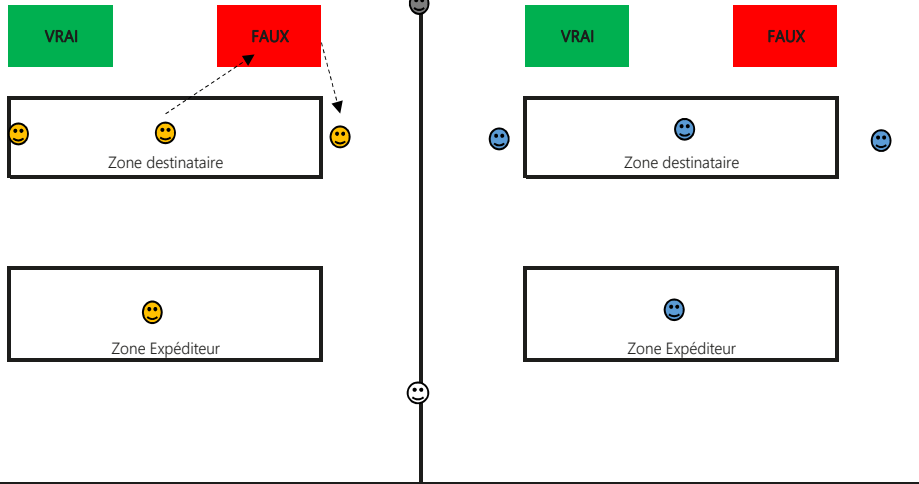 VRAI
FAUX
VRAI
FAUX
Zone destinataire
Zone destinataire
Zone Expéditeur
Zone Expéditeur